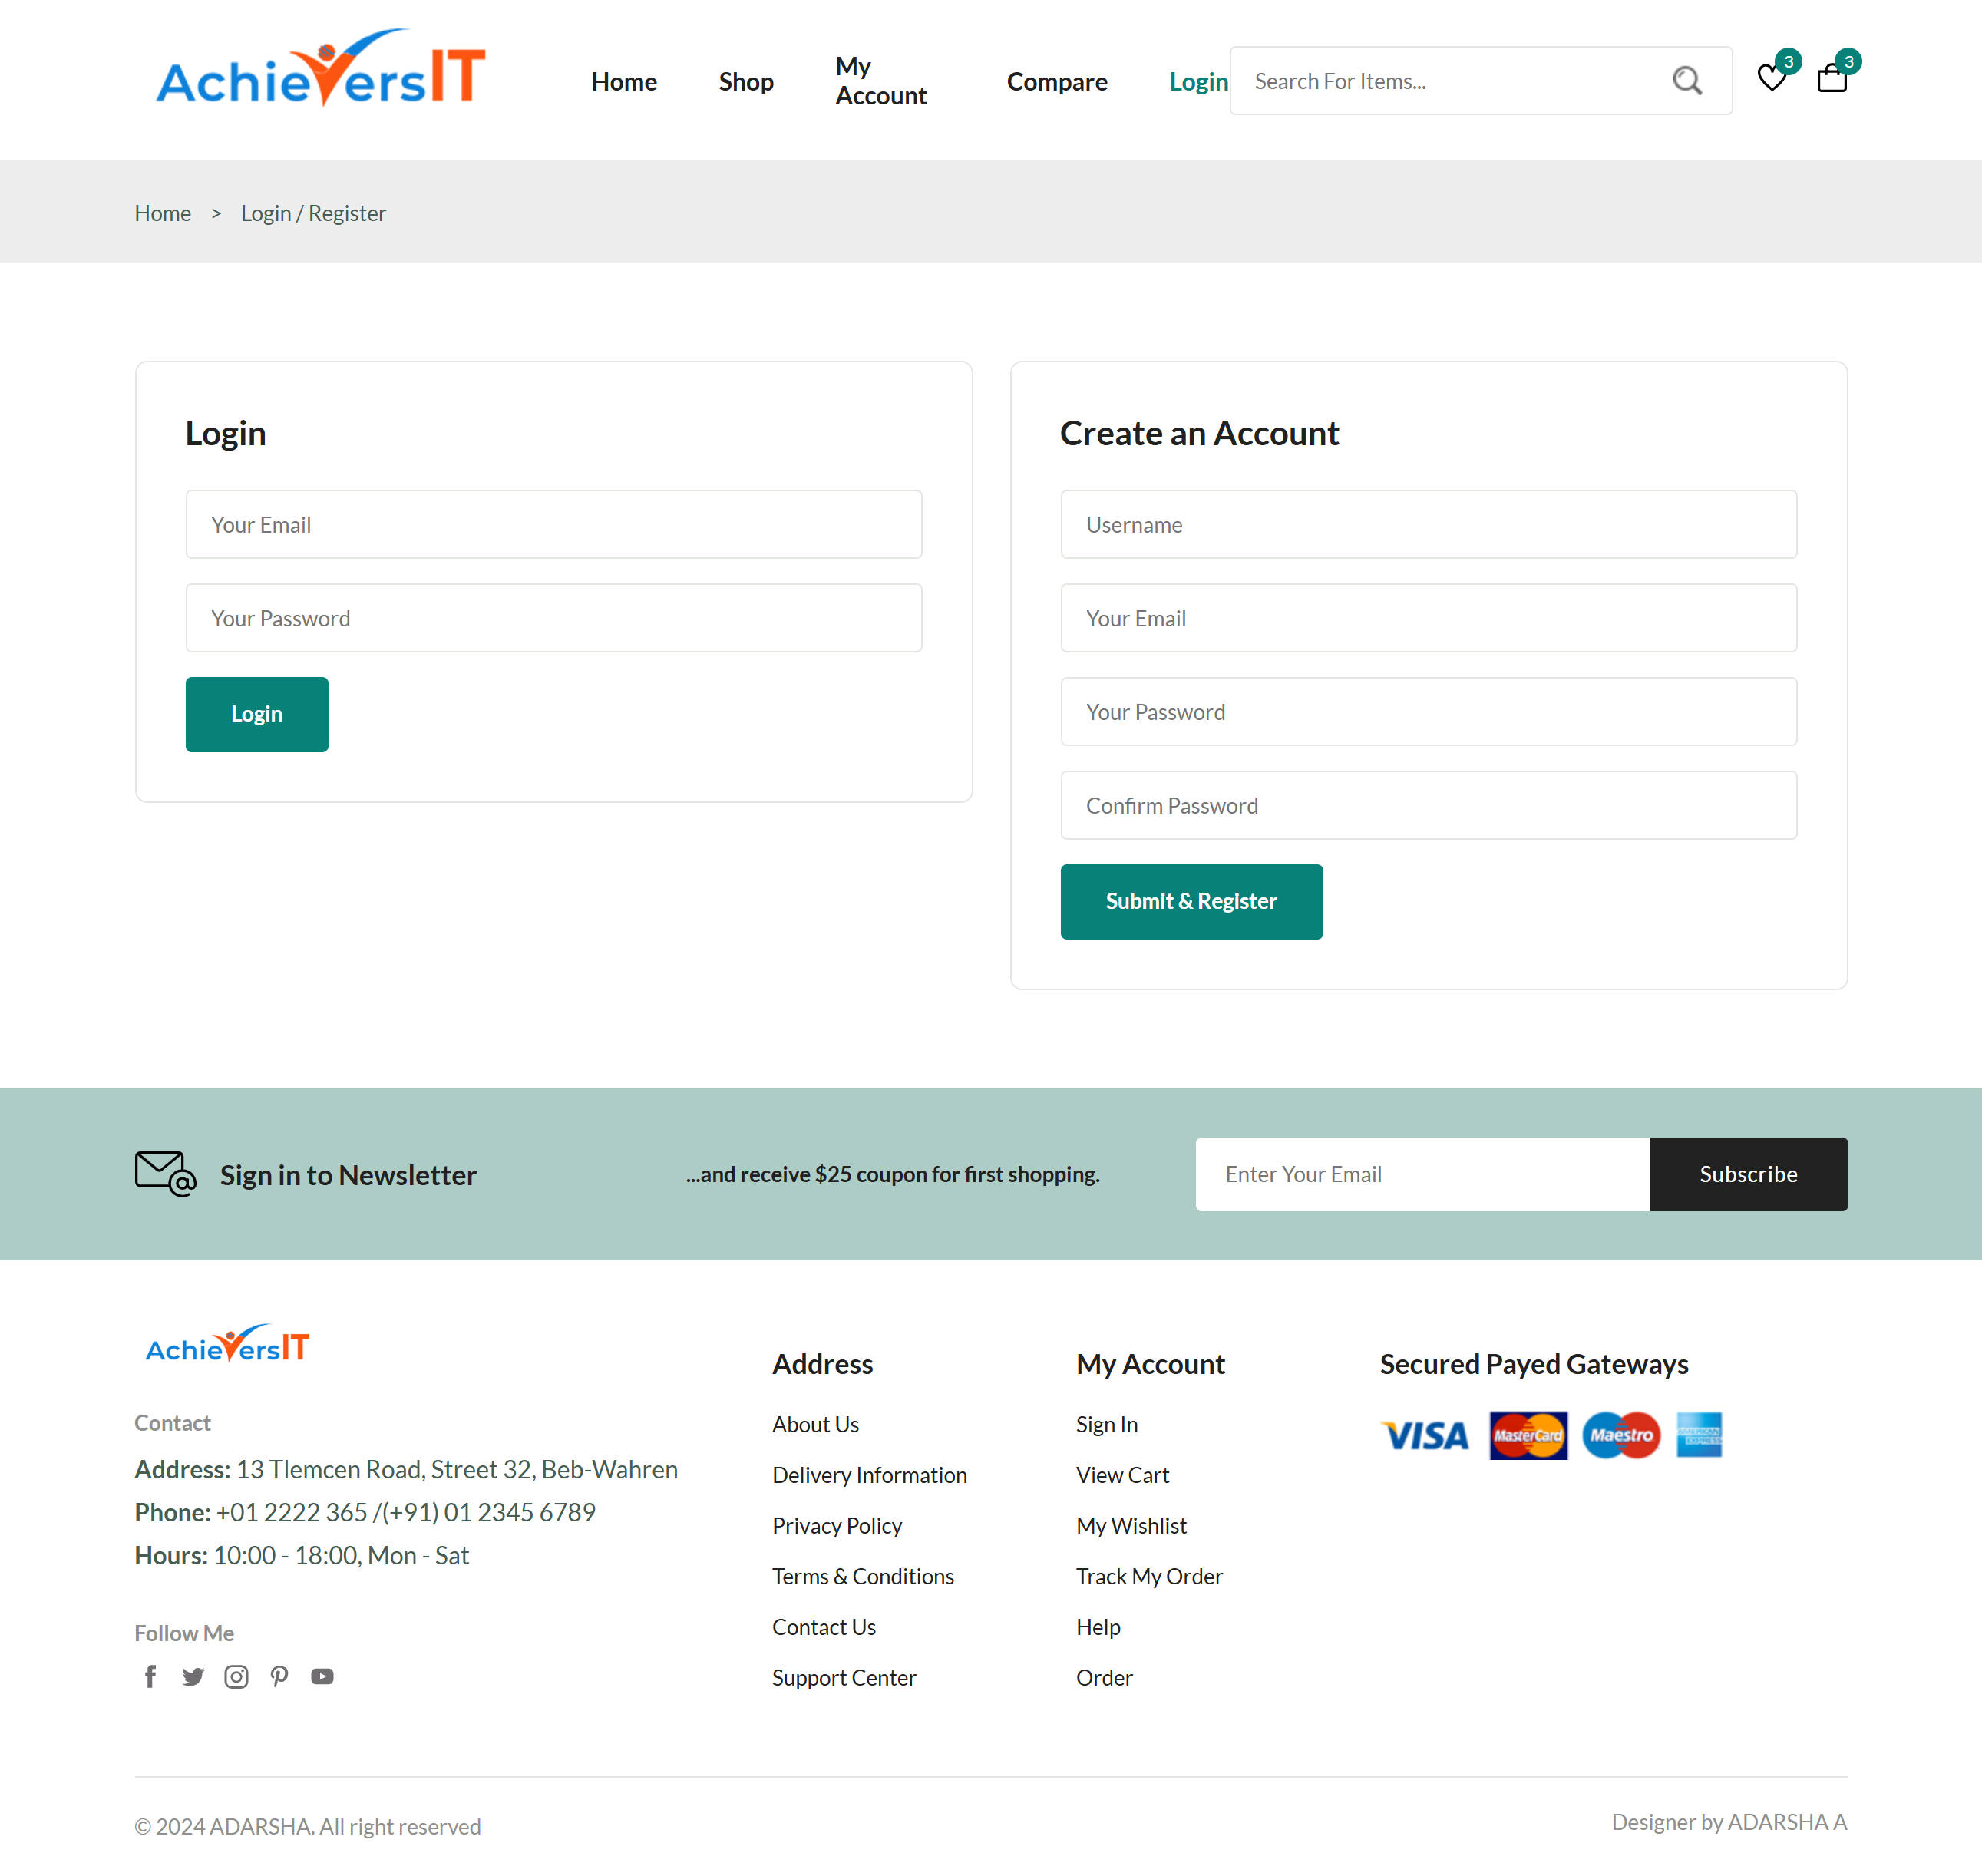 AchieversIT
Home
Shop
My
Account
Compare
Login
Search For Items...
3
3
Home > Login / Register
Login
Your Email
Your Password
Login
Create an Account
Username
Your Email
Your Password
Confirm Password
Submit & Register
Sign in to Newsletter
...and receive $25 coupon for first shopping.
Enter Your Email
Subscribe
AchieversIT
Contact
Address: 13 Tlemcen Road, Street 32, Beb-Wahren
Phone: +01 2222 365 /(+91) 01 2345 6789
Hours: 10:00 - 18:00, Mon - Sat
Follow Me
Address
About Us
Delivery Information
Privacy Policy
Terms & Conditions
Contact Us
Support Center
My Account
Sign In
View Cart
My Wishlist
Track My Order
Help
Order
Secured Payed Gateways
VISA
MasterCard
Maestro
AMERICAN
EXPRESS
© 2024 ADARSHA. All right reserved
Designer by ADARSHA A